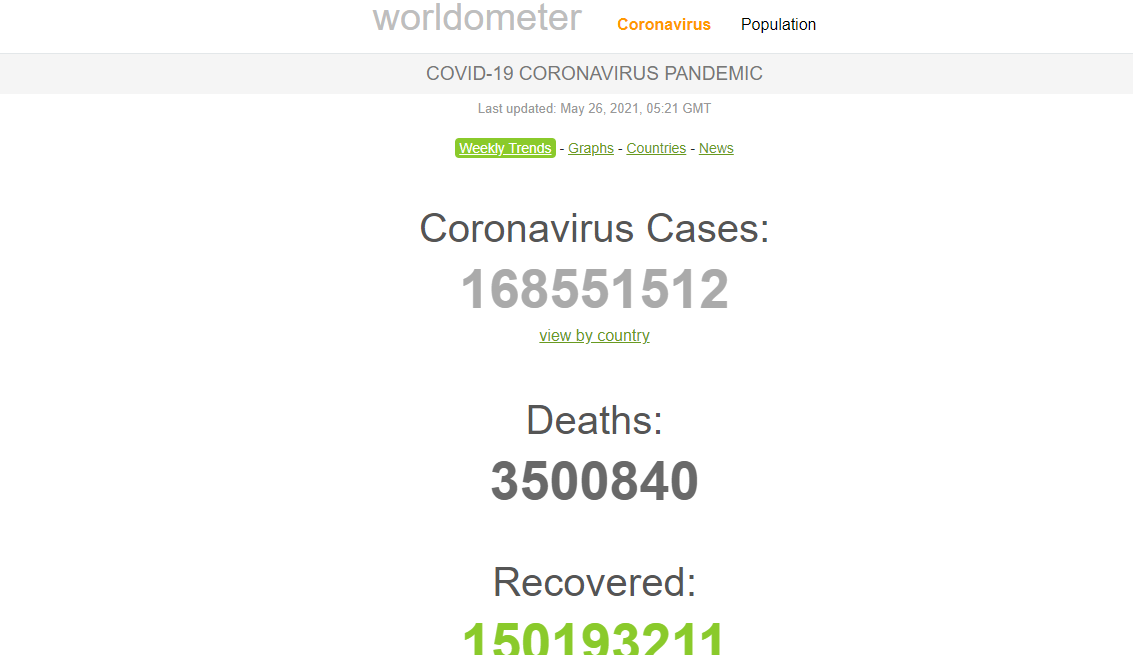 worldometer Coronavirus Population
COVID-19 CORONAVIRUS PANDEMIC
Last updated: May 26, 2021, 05:21 GMT
Weekly Trends - Graphs - Countries - News
Coronavirus Cases:
168551512
view by country
Deaths:
3500840
Recovered:
150193211